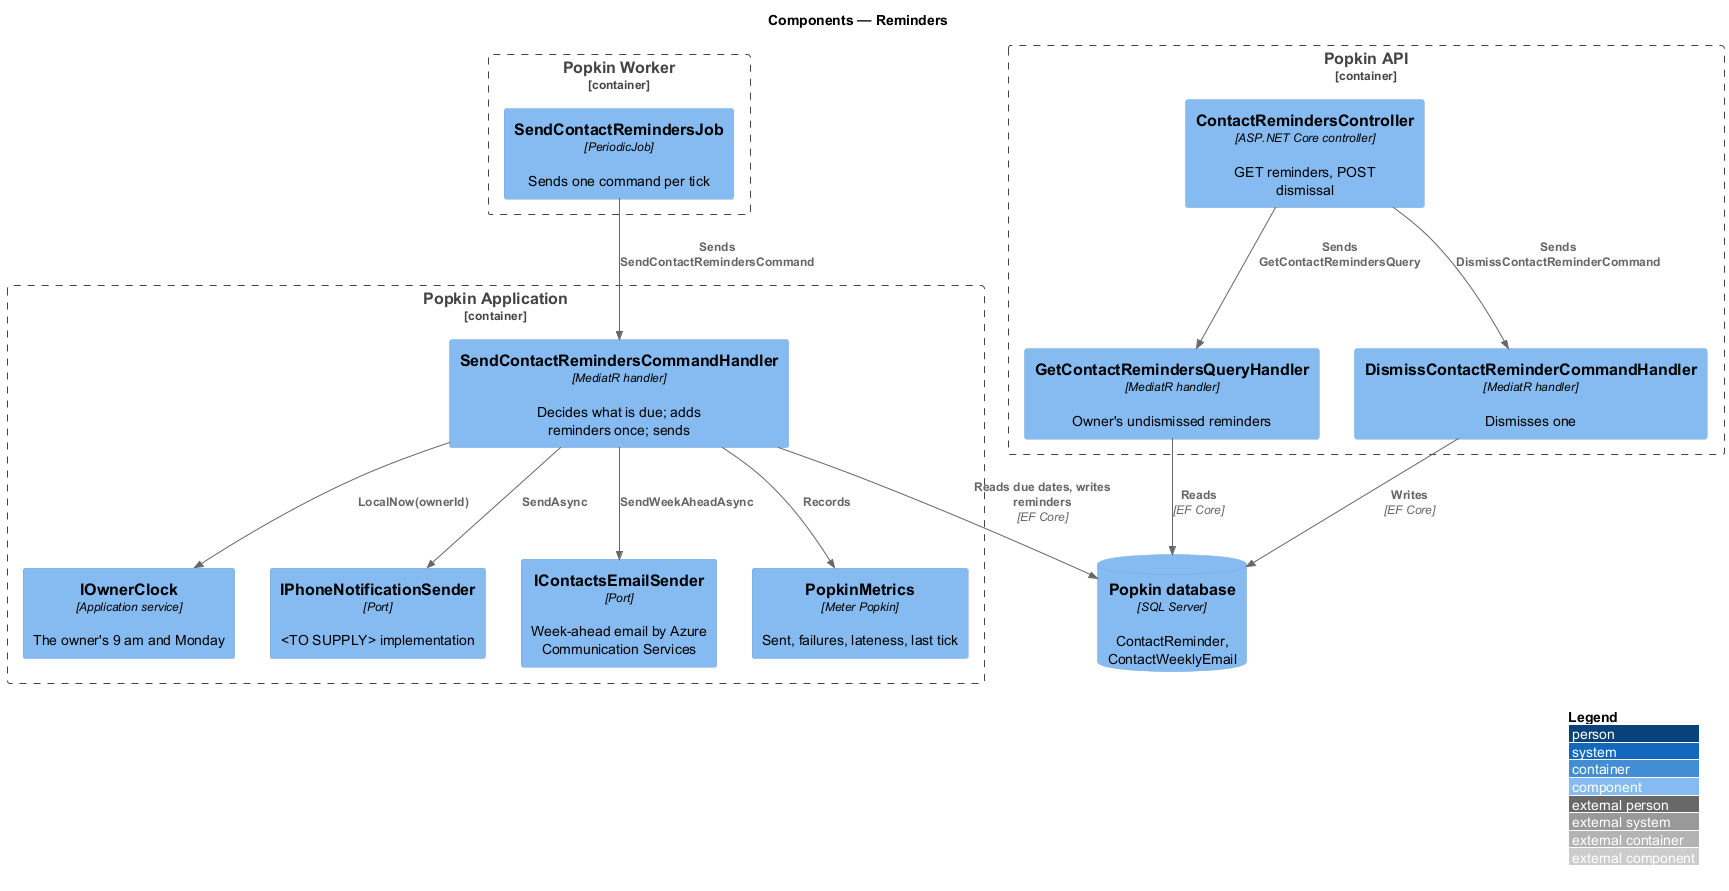 Components — Reminders
Popkin Worker
[container]
SendContactRemindersJob
[PeriodicJob]
Sends one command per tick
Popkin API
[container]
ContactRemindersController
[ASP.NET Core controller]
GET reminders, POST
dismissal
Sends
SendContactRemindersCommand
Sends
GetContactRemindersQuery
Sends
DismissContactReminderCommand
Popkin Application
[container]
SendContactRemindersCommandHandler
[MediatR handler]
Decides what is due; adds
reminders once; sends
GetContactRemindersQueryHandler
[MediatR handler]
Owner's undismissed reminders
DismissContactReminderCommandHandler
[MediatR handler]
Dismisses one
LocalNow(ownerId)
SendAsync
SendWeekAheadAsync
Records
Reads due dates, writes
reminders
[EF Core]
Reads
[EF Core]
Writes
[EF Core]
IOwnerClock
[Application service]
The owner's 9 am and Monday
IPhoneNotificationSender
[Port]
<TO SUPPLY> implementation
IContactsEmailSender
[Port]
Week-ahead email by Azure
Communication Services
PopkinMetrics
[Meter Popkin]
Sent, failures, lateness, last tick
Popkin database
[SQL Server]
ContactReminder,
ContactWeeklyEmail
Legend
person
system
container
component
external person
external system
external container
external component